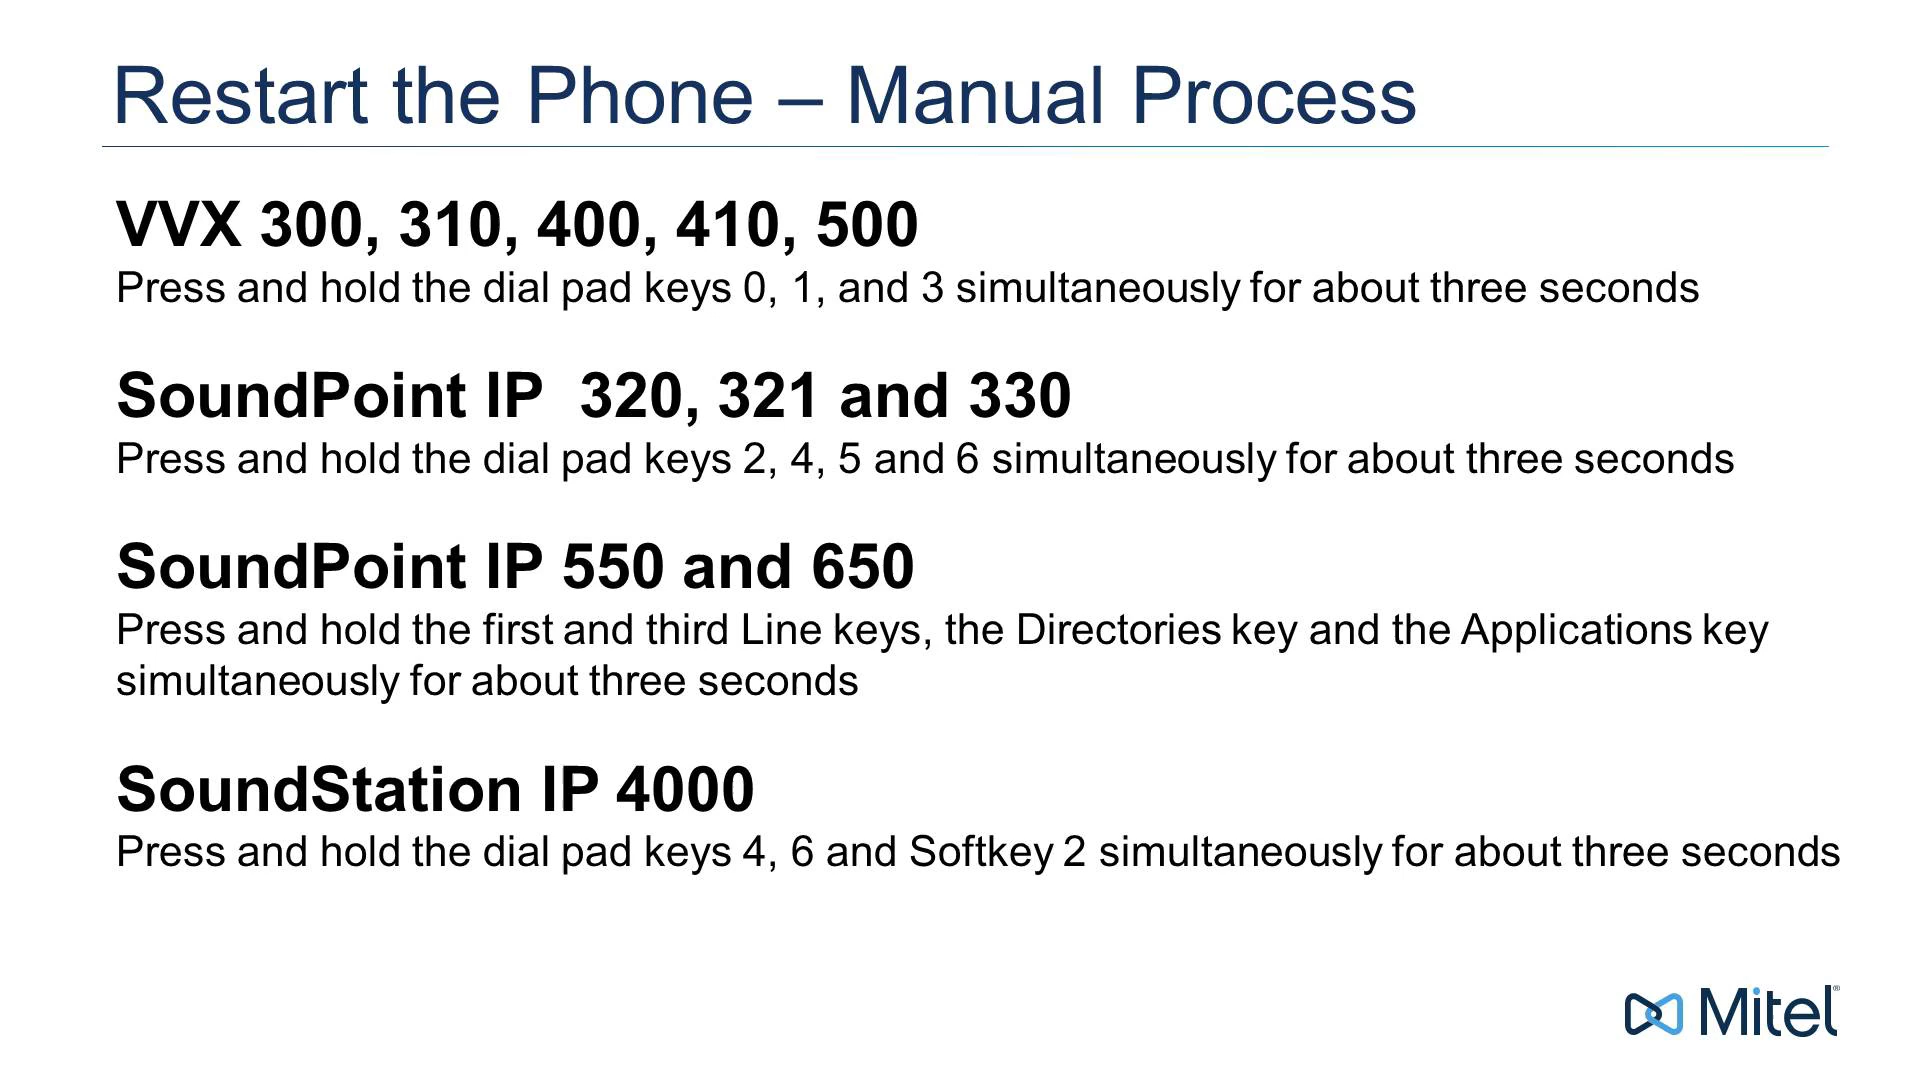 Restart the Phone – Manual Process
VVX 300, 310, 400, 410, 500
Press and hold the dial pad keys 0, 1, and 3 simultaneously for about three seconds
SoundPoint IP  320, 321 and 330
Press and hold the dial pad keys 2, 4, 5 and 6 simultaneously for about three seconds
SoundPoint IP 550 and 650
Press and hold the first and third Line keys, the Directories key and the Applications key
simultaneously for about three seconds
SoundStation IP 4000
Press and hold the dial pad keys 4, 6 and Softkey 2 simultaneously for about three seconds
Mitel®